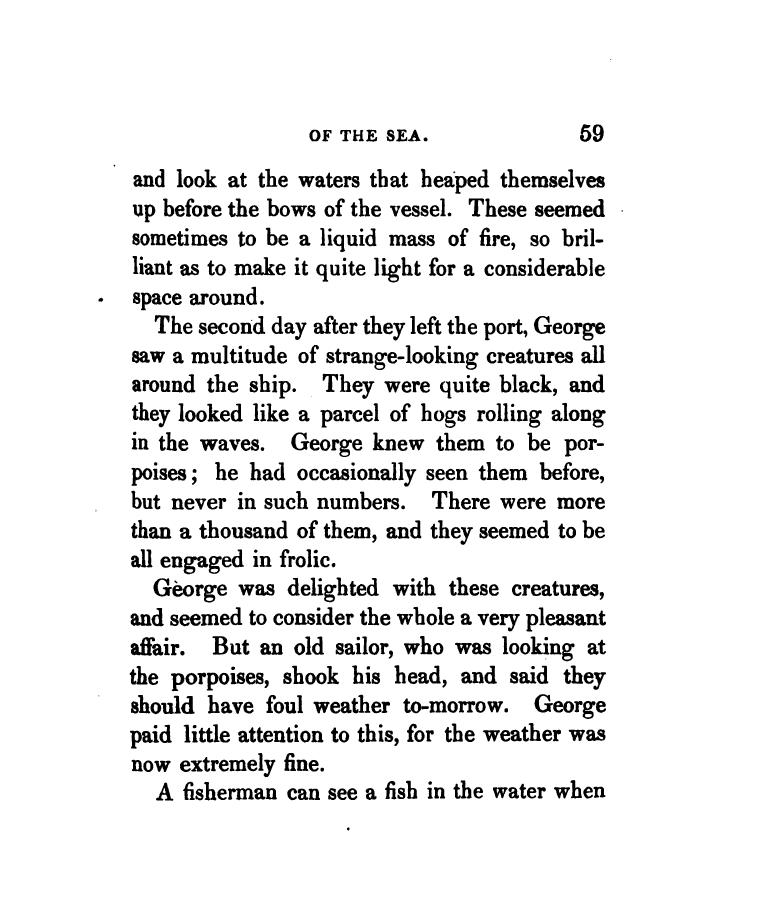 OF THE SEA. 59
and look at the waters that heaped themselves
up before the bows of the vessel. These seemed
sometimes to be a liquid mass of fire, so bril-
liant as to make it quite light for a considerable
space around.
The second day after they left the port, George
saw a multitude of strange-looking creatures all
around the ship. They were quite black, and
they looked like a parcel of hogs rolling along
in the waves. George knew them to be por-
poises; he had occasionally seen them before,
but never in such numbers. There were more
than a thousand of them, and they seemed to be
all engaged in frolic.
George was delighted with these creatures,
and seemed to consider the whole a very pleasant
affair. But an old sailor, who was looking at
the porpoises, shook his head, and said they
should have foul weather to-morrow. George
paid little attention to this, for the weather was
now extremely fine.
A fisherman can see a fish in the water when